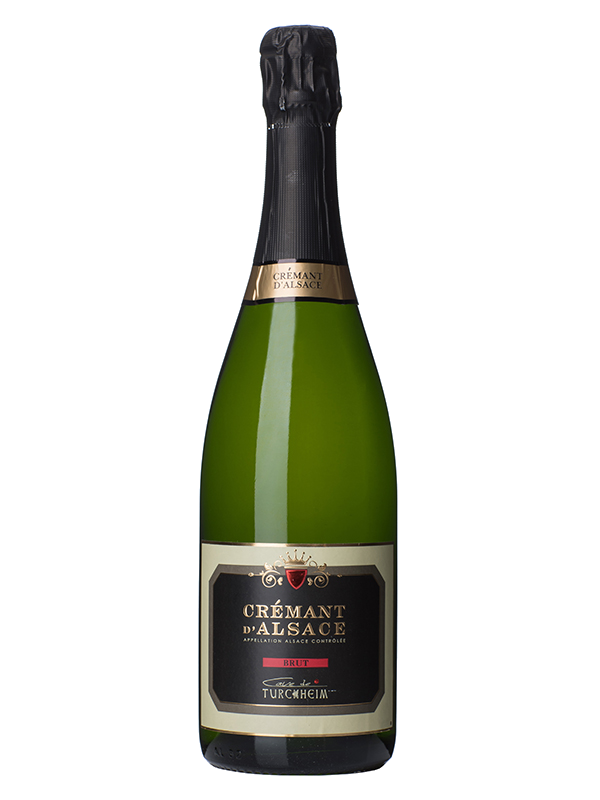 CRÉMANT
D'ALSACE
CRÉMANT
D'ALSACE
APPELLATION ALSACE CONTRÔLÉE
BRUT
Cave de
TURCKHEIM